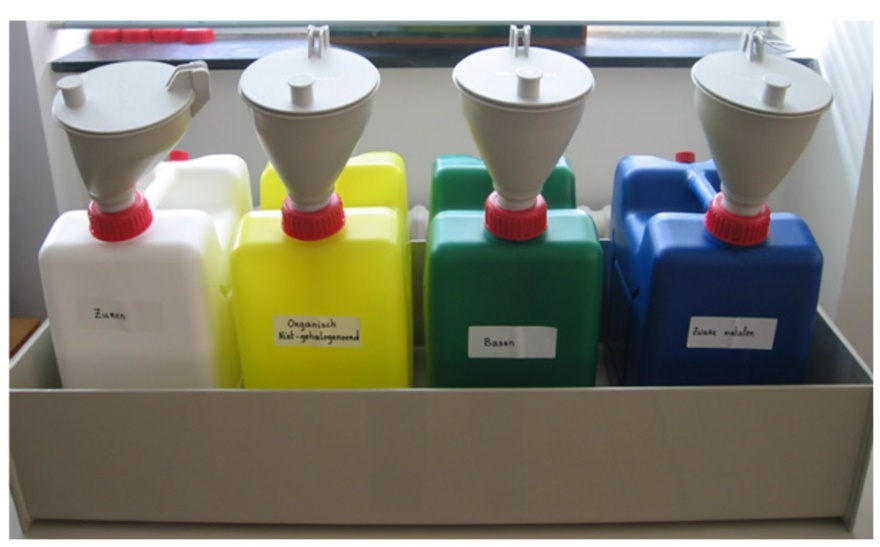 Zuren
Organisch
Niet-gehalogeneerd
Basen
Zware metalen